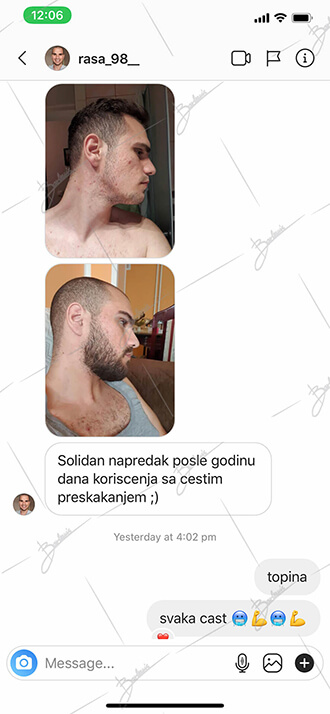 12:06
rasa_98__
Solidan napredak posle godinu
dana koriscenja sa cestim
preskakanjem ;)
Yesterday at 4:02 pm
topina
svaka cast 🥶💪🥶💪
Message...